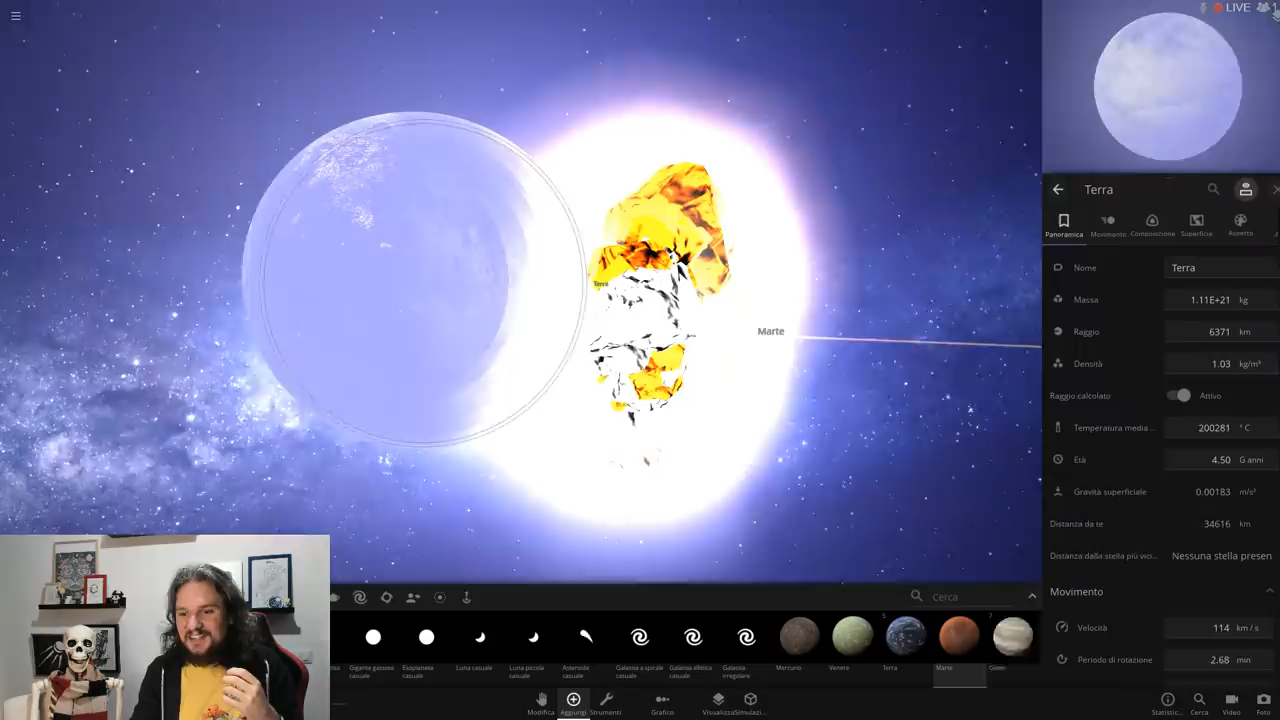 LIVE 1
Terra
Panoramica Movimento Composizione Superficie Aspetto
Nome Terra
Massa 1.11E+21 kg
Raggio 6371 km
Densità 1.03 kg/m³
Raggio calcolato Attivo
Temperatura media ... 200281 °C
Età 4.50 G anni
Gravità superficiale 0.00183 m/s²
Distanza da te 34616 km
Distanza dalla stella più vici... Nessuna stella presen
Movimento
Velocità 114 km / s
Periodo di rotazione 2.68 min
Terra
Marte
Cerca
5 7
Gigante gassoso casuale
Esopianeta casuale
Luna casuale
Luna piccola casuale
Asteroide casuale
Galassia a spirale casuale
Galassia ellittica casuale
Galassia irregolare
Mercurio
Venere
Terra
Marte
Giove
Modifica Aggiungi Strumenti Grafico Visualizza Simulazi... Statistic... Cerca Video Foto